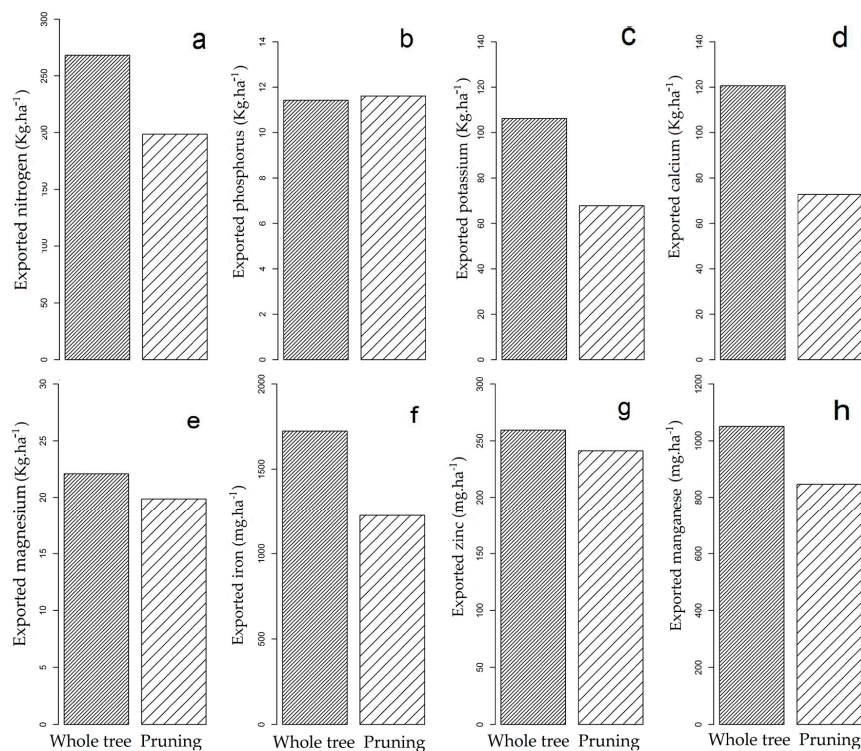 a
Exported nitrogen (Kg.ha⁻¹)
0 50 100 150 200 250 300
b
Exported phosphorus (Kg.ha⁻¹)
0 2 4 6 8 10 12 14
c
Exported potassium (Kg.ha⁻¹)
0 20 40 60 80 100 120 140
d
Exported calcium (Kg.ha⁻¹)
0 20 40 60 80 100 120 140
e
Exported magnesium (Kg.ha⁻¹)
0 5 10 15 20 25 30
Whole tree Pruning
f
Exported iron (mg.ha⁻¹)
0 500 1000 1500 2000
Whole tree Pruning
g
Exported zinc (mg.ha⁻¹)
0 50 100 150 200 250 300
Whole tree Pruning
h
Exported manganese (mg.ha⁻¹)
0 200 400 600 800 1000 1200
Whole tree Pruning